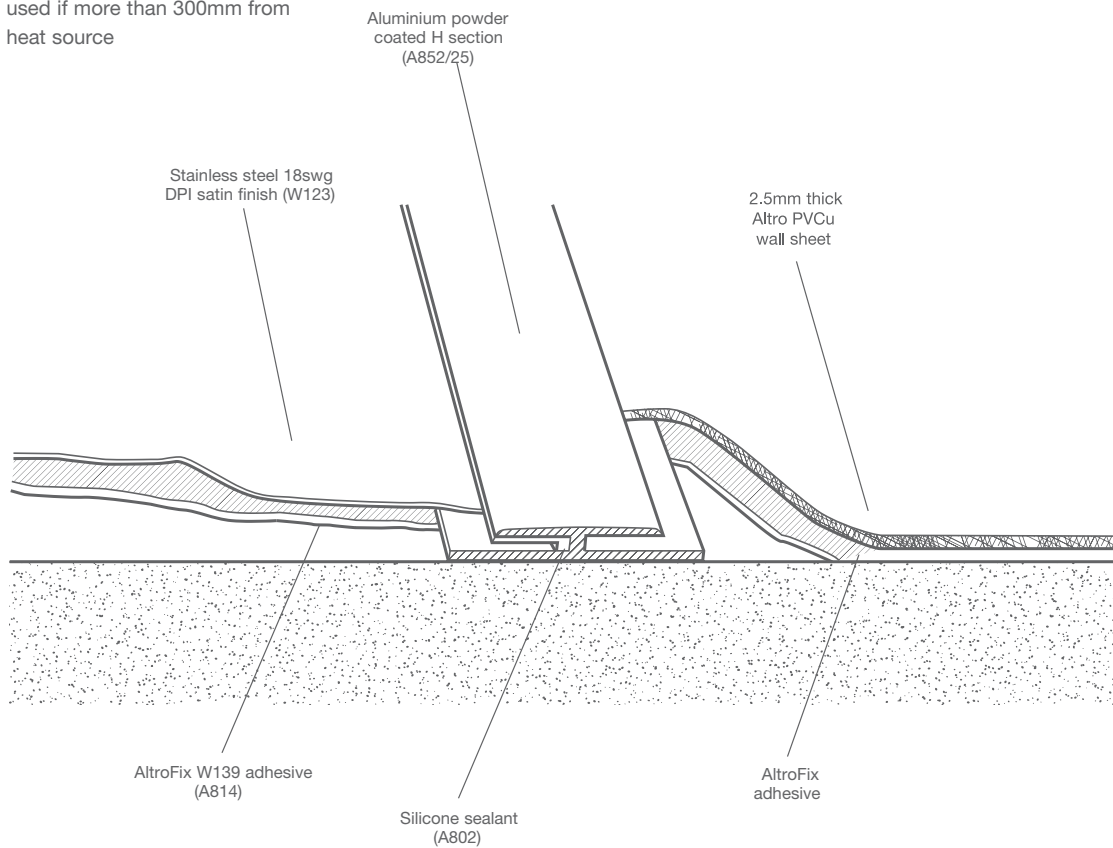 used if more than 300mm from
heat source
Aluminium powder
coated H section
(A852/25)
Stainless steel 18swg
DPI satin finish (W123)
2.5mm thick
Altro PVCu
wall sheet
AltroFix W139 adhesive
(A814)
Silicone sealant
(A802)
AltroFix
adhesive